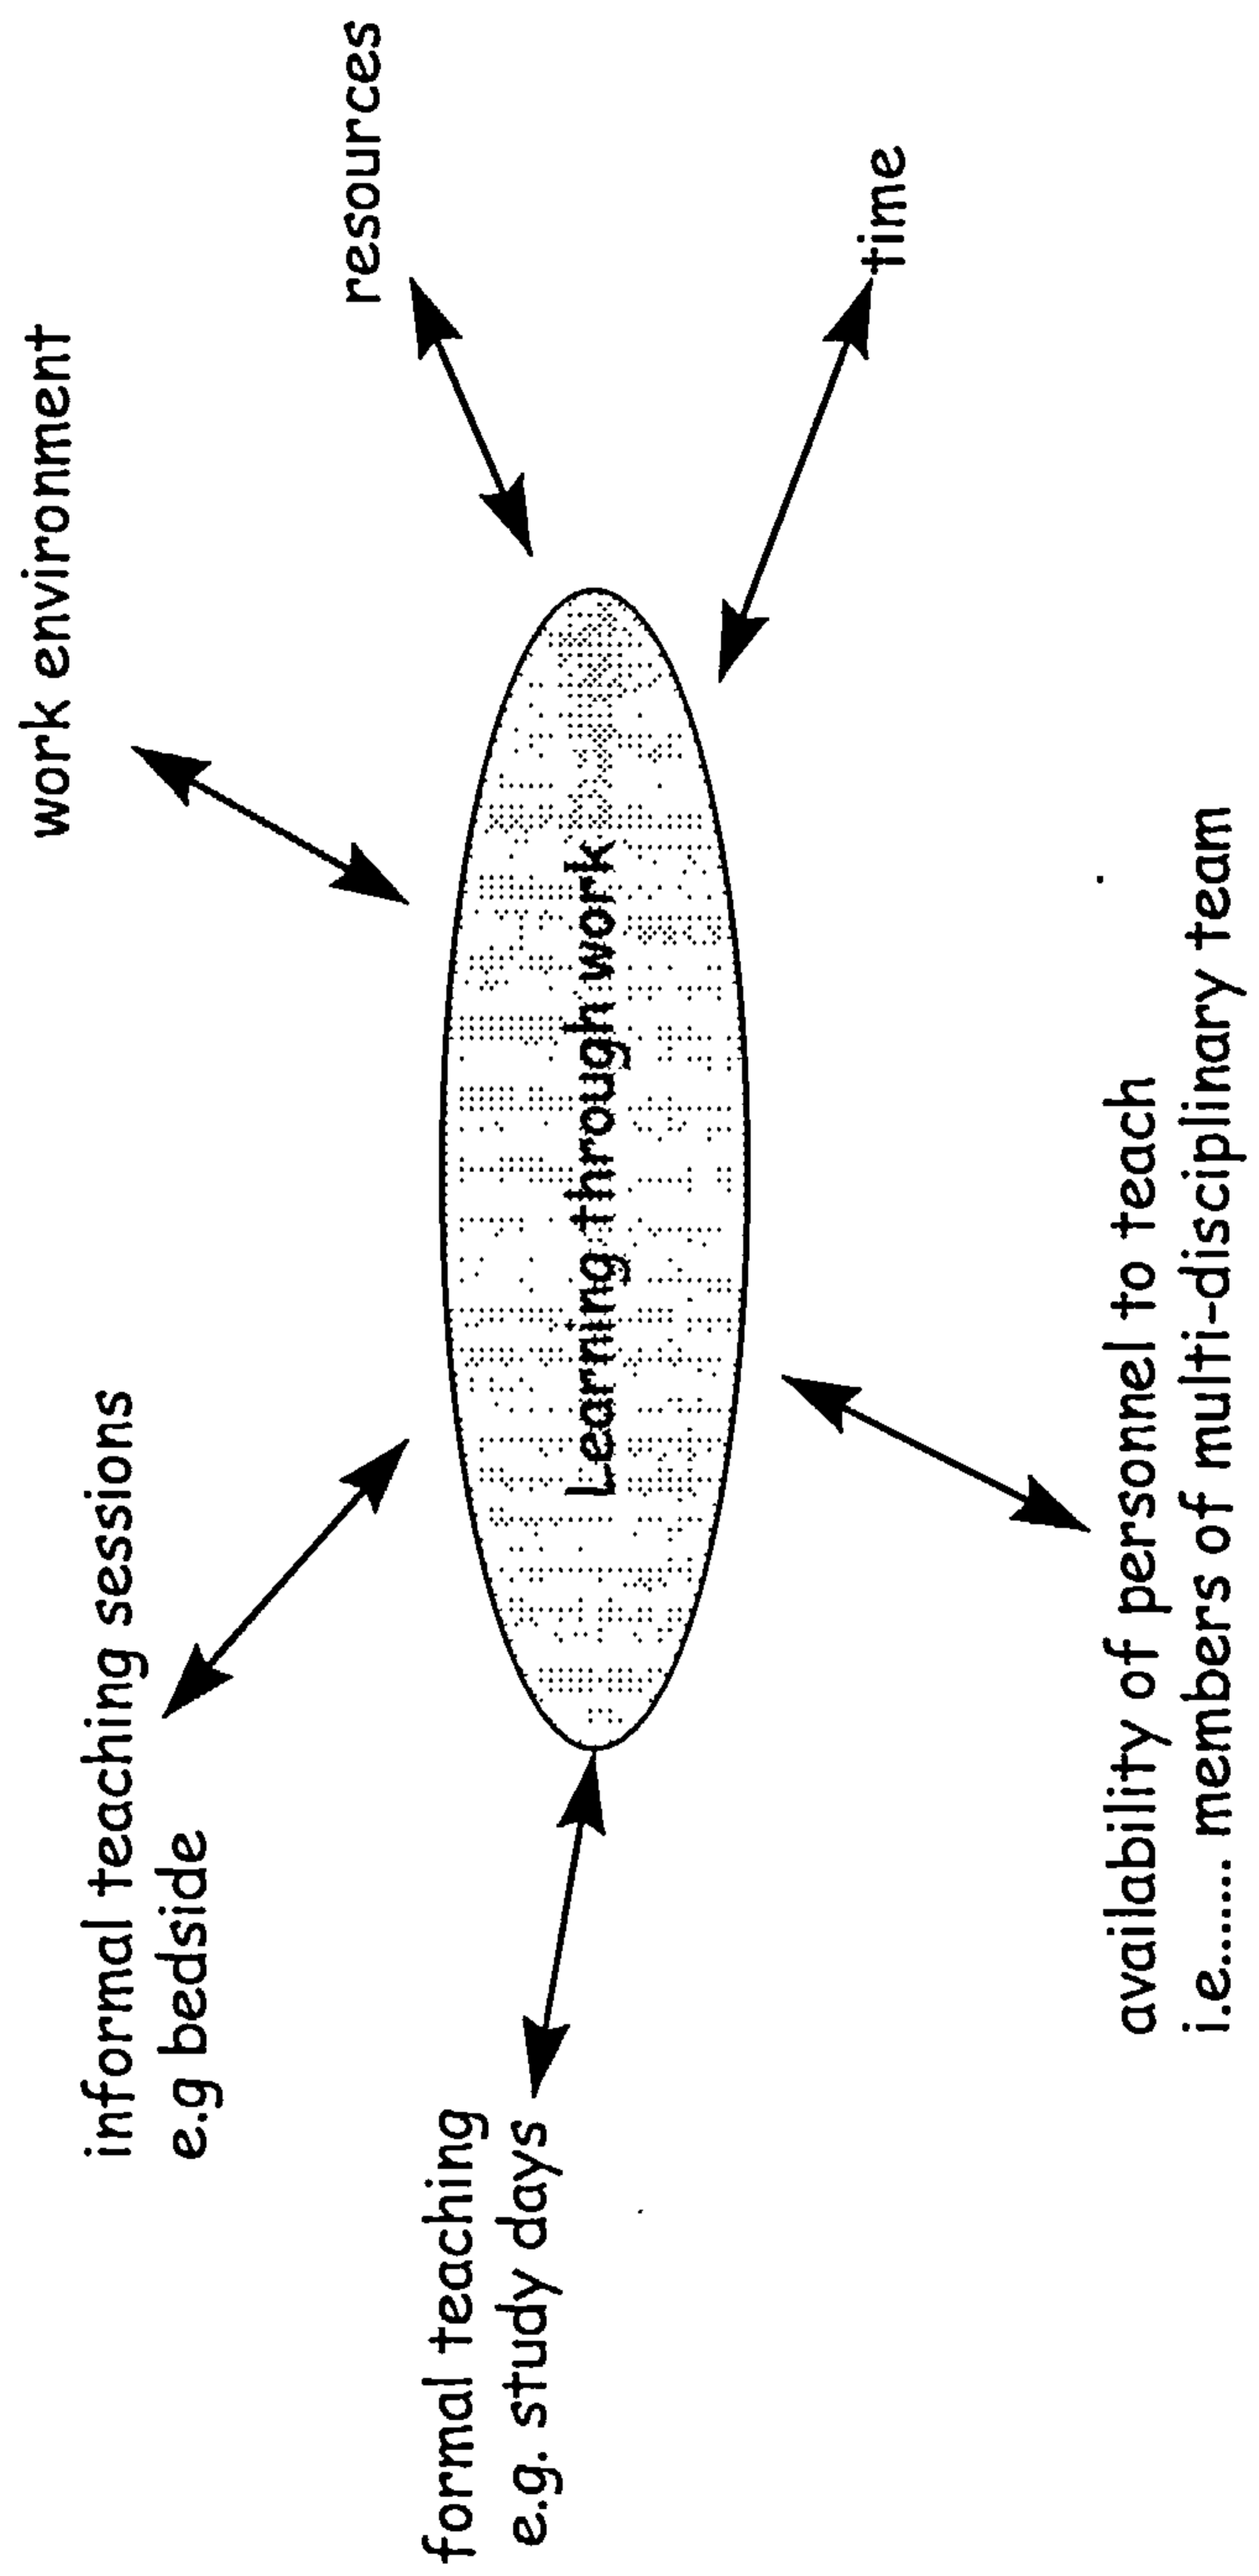 work environment
informal teaching sessions
e.g bedside
resources
formal teaching
e.g. study days
Learning through work
time
availability of personnel to teach
i.e....... members of multi-disciplinary team